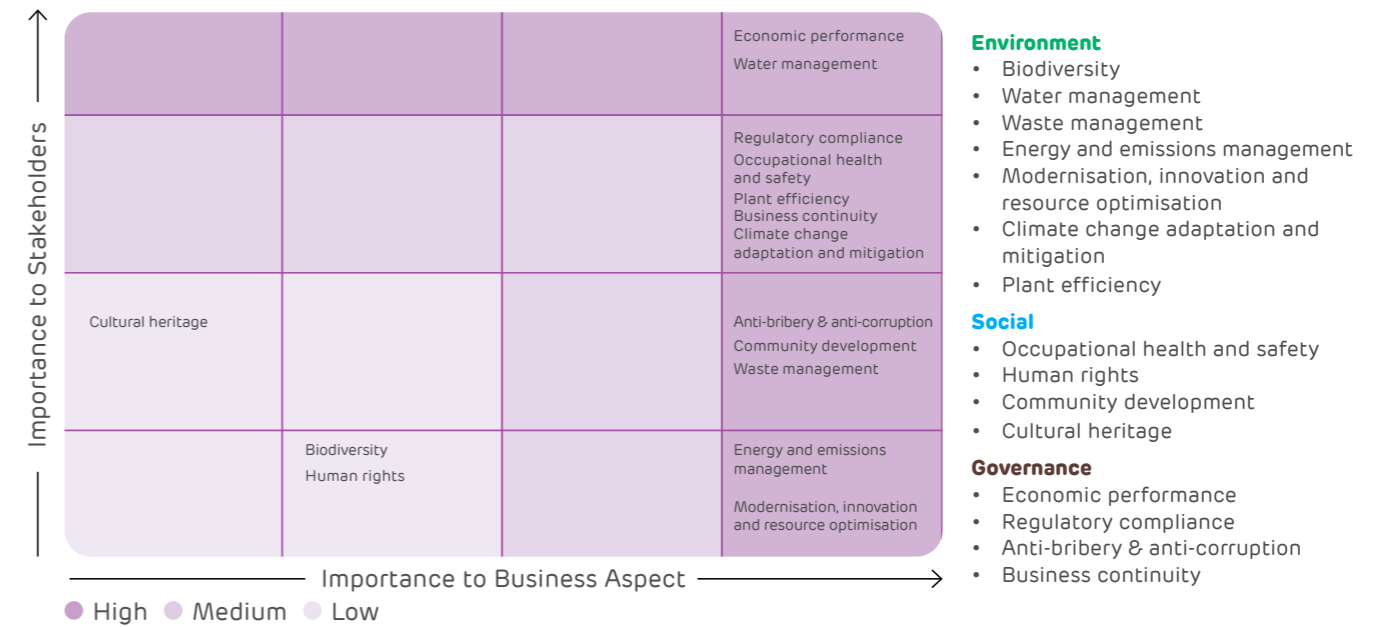 Importance to Stakeholders
Economic performance
Water management
Regulatory compliance
Occupational health
and safety
Plant efficiency
Business continuity
Climate change
adaptation and mitigation
Cultural heritage
Anti-bribery & anti-corruption
Community development
Waste management
Biodiversity
Human rights
Energy and emissions
management
Modernisation, innovation
and resource optimisation
Importance to Business Aspect
High Medium Low
Environment
• Biodiversity
• Water management
• Waste management
• Energy and emissions management
• Modernisation, innovation and
resource optimisation
• Climate change adaptation and
mitigation
• Plant efficiency
Social
• Occupational health and safety
• Human rights
• Community development
• Cultural heritage
Governance
• Economic performance
• Regulatory compliance
• Anti-bribery & anti-corruption
• Business continuity